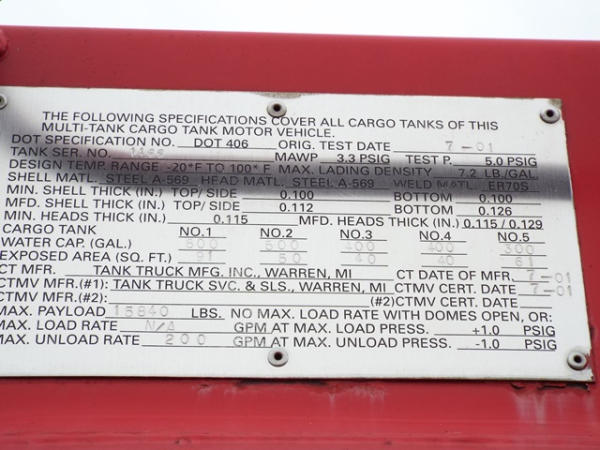 THE FOLLOWING SPECIFICATIONS COVER ALL CARGO TANKS OF THIS
MULTI-TANK CARGO TANK MOTOR VEHICLE.
DOT SPECIFICATION NO. DOT 406 ORIG. TEST DATE 7-01
TANK SER. NO. MAWP 3.3 PSIG TEST P. 5.0 PSIG
DESIGN TEMP. RANGE -20°F TO 100°F MAX. LADING DENSITY 7.2 LB./GAL.
SHELL MATL. STEEL A-569 HEAD MATL. STEEL A-569 WELD MATL. ER70S
MIN. SHELL THICK (IN.) TOP/SIDE 0.100 BOTTOM 0.100
MFD. SHELL THICK (IN.) TOP/SIDE 0.112 BOTTOM 0.126
MIN. HEADS THICK (IN.) 0.115 MFD. HEADS THICK (IN.) 0.115 / 0.129
CARGO TANK NO.1 NO.2 NO.3 NO.4 NO.5
WATER CAP. (GAL.) 800 500 400 400 300
EXPOSED AREA (SQ. FT.) 91 50 40 40 61
CT MFR. TANK TRUCK MFG. INC., WARREN, MI CT DATE OF MFR. 7-01
CTMV MFR.(#1): TANK TRUCK SVC. & SLS., WARREN, MI CTMV CERT. DATE 7-01
CTMV MFR.(#2): (#2)CTMV CERT. DATE
MAX. PAYLOAD 15840 LBS. NO MAX. LOAD RATE WITH DOMES OPEN, OR:
MAX. LOAD RATE N/A GPM AT MAX. LOAD PRESS. +1.0 PSIG
MAX. UNLOAD RATE 200 GPM AT MAX. UNLOAD PRESS. -1.0 PSIG